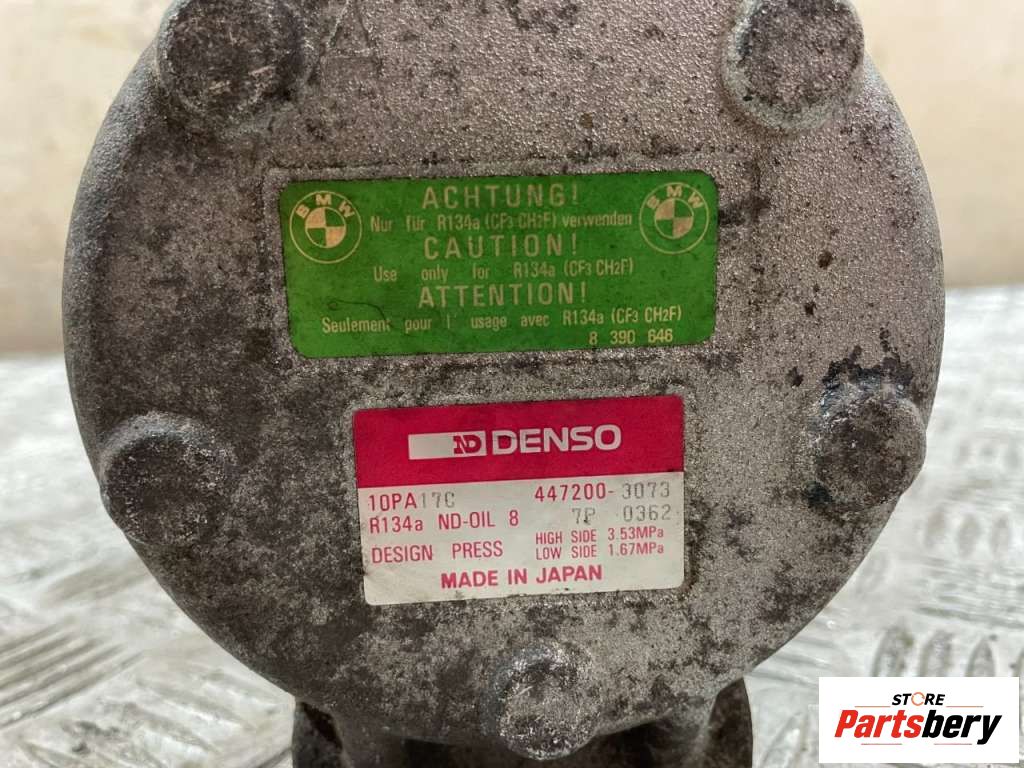 BMW
BMW
ACHTUNG!
Nur für R134a (CF3 CH2F) verwenden
CAUTION!
Use only for R134a (CF3 CH2F)
ATTENTION!
Seulement pour l' usage avec R134a (CF3 CH2F)
8 390 646
ND DENSO
10PA17C 447200-3073
R134a ND-OIL 8 7P 0362
DESIGN PRESS HIGH SIDE 3.53MPa
LOW SIDE 1.67MPa
MADE IN JAPAN
STORE
Partsbery